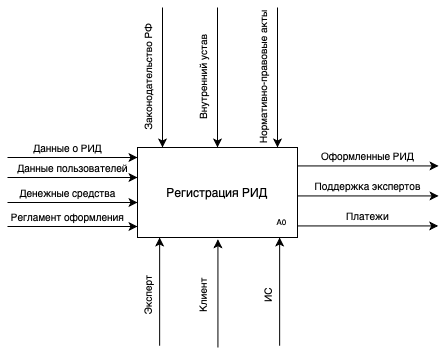 Законодательство РФ
Внутренний устав
Нормативно-правовые акты
Данные о РИД
Данные пользователей
Денежные средства
Регламент оформления
Регистрация РИД
A0
Оформленные РИД
Поддержка экспертов
Платежи
Эксперт
Клиент
ИС